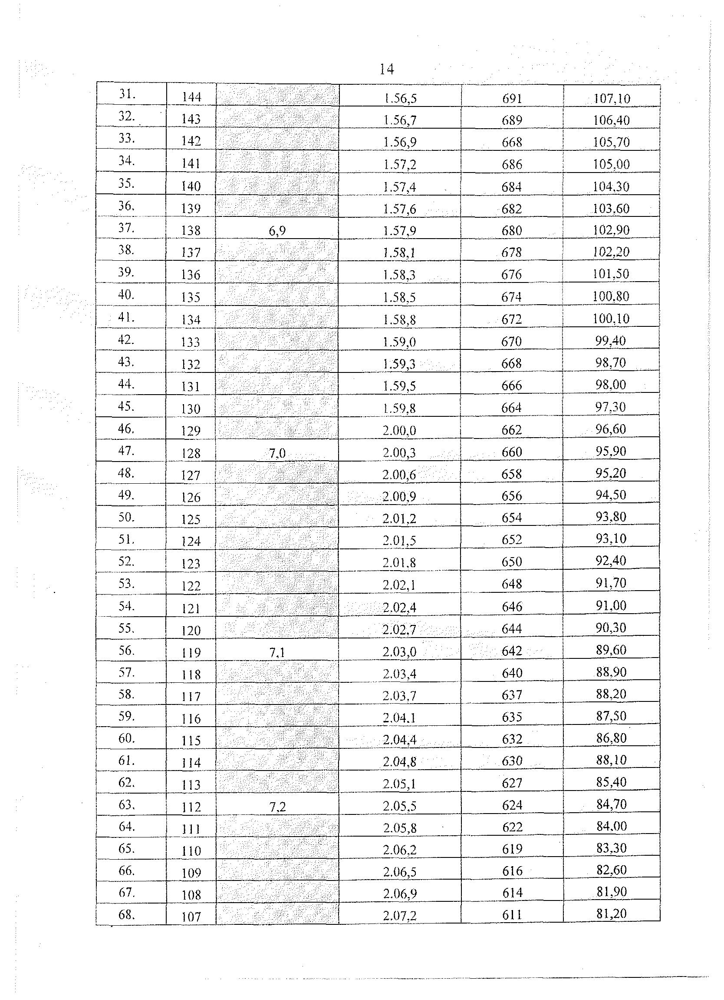 14
31. 144 1.56,5 691 107,10
32. 143 1.56,7 689 106,40
33. 142 1.56,9 668 105,70
34. 141 1.57,2 686 105,00
35. 140 1.57,4 684 104,30
36. 139 1.57,6 682 103,60
37. 138 6,9 1.57,9 680 102,90
38. 137 1.58,1 678 102,20
39. 136 1.58,3 676 101,50
40. 135 1.58,5 674 100,80
41. 134 1.58,8 672 100,10
42. 133 1.59,0 670 99,40
43. 132 1.59,3 668 98,70
44. 131 1.59,5 666 98,00
45. 130 1.59,8 664 97,30
46. 129 2.00,0 662 96,60
47. 128 7,0 2.00,3 660 95,90
48. 127 2.00,6 658 95,20
49. 126 2.00,9 656 94,50
50. 125 2.01,2 654 93,80
51. 124 2.01,5 652 93,10
52. 123 2.01,8 650 92,40
53. 122 2.02,1 648 91,70
54. 121 2.02,4 646 91,00
55. 120 2.02,7 644 90,30
56. 119 7,1 2.03,0 642 89,60
57. 118 2.03,4 640 88,90
58. 117 2.03,7 637 88,20
59. 116 2.04,1 635 87,50
60. 115 2.04,4 632 86,80
61. 114 2.04,8 630 88,10
62. 113 2.05,1 627 85,40
63. 112 7,2 2.05,5 624 84,70
64. 111 2.05,8 622 84,00
65. 110 2.06,2 619 83,30
66. 109 2.06,5 616 82,60
67. 108 2.06,9 614 81,90
68. 107 2.07,2 611 81,20